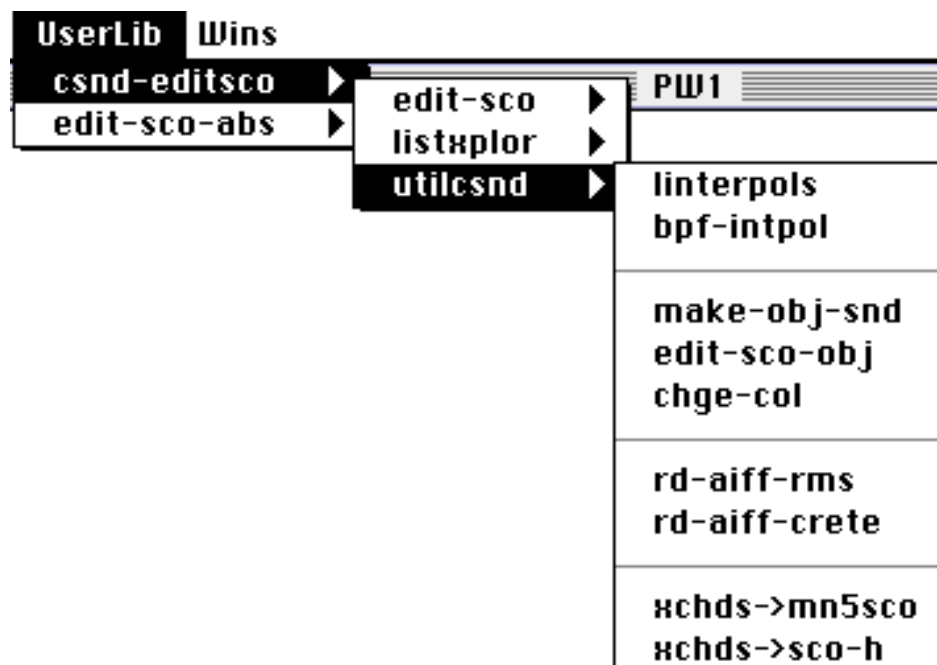 UserLib Wins
csnd-editsco
edit-sco-abs
PW1
edit-sco
listxplor
utilcsnd
linterpols
bpf-intpol
make-obj-snd
edit-sco-obj
chge-col
rd-aiff-rms
rd-aiff-crete
xchds->mn5sco
xchds->sco-h